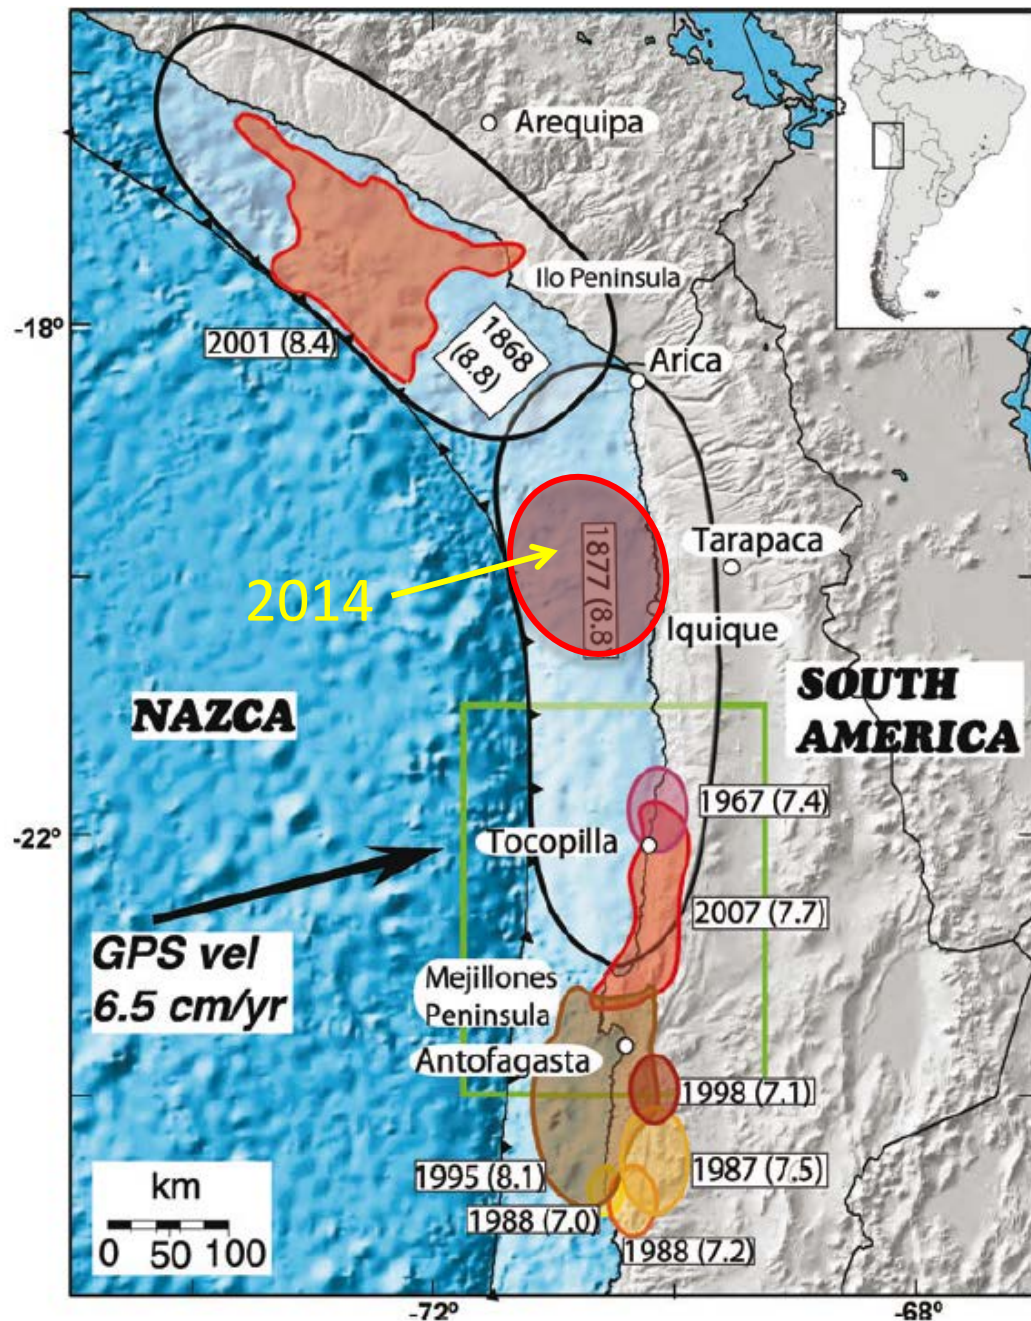 Arequipa
Ilo Peninsula
-18º
2001 (8.4)
1868
(8.8)
Arica
1877 (8.8)
Tarapaca
2014
Iquique
NAZCA
SOUTH
AMERICA
1967 (7.4)
-22º
Tocopilla
2007 (7.7)
GPS vel
6.5 cm/yr
Mejillones
Peninsula
Antofagasta
1998 (7.1)
1995 (8.1)
1987 (7.5)
km
1988 (7.0)
0 50 100
1988 (7.2)
-72º
-68º